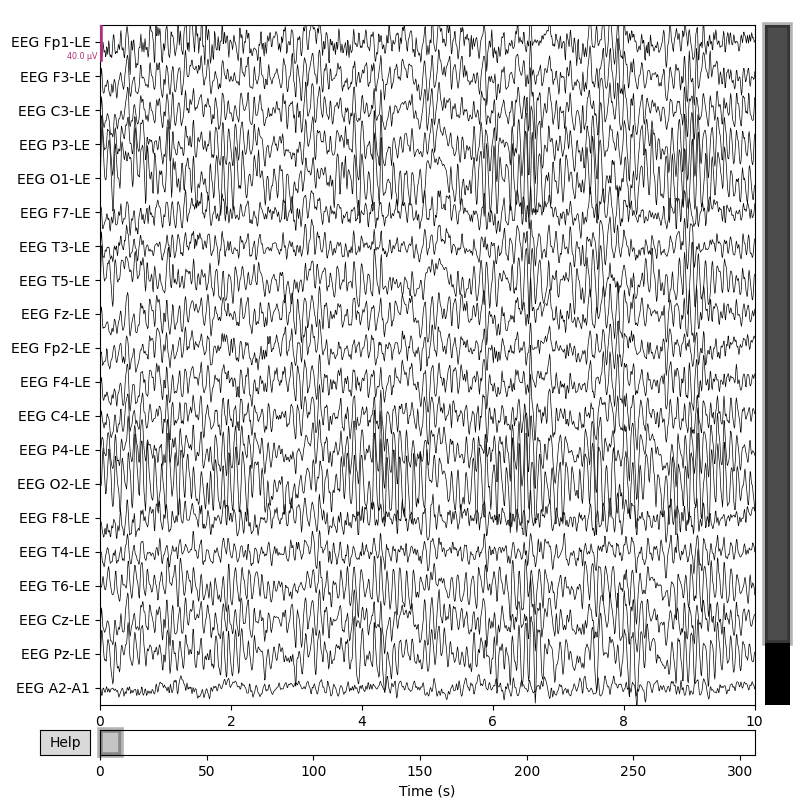 EEG Fp1-LE
40.0 µV
EEG F3-LE
EEG C3-LE
EEG P3-LE
EEG O1-LE
EEG F7-LE
EEG T3-LE
EEG T5-LE
EEG Fz-LE
EEG Fp2-LE
EEG F4-LE
EEG C4-LE
EEG P4-LE
EEG O2-LE
EEG F8-LE
EEG T4-LE
EEG T6-LE
EEG Cz-LE
EEG Pz-LE
EEG A2-A1
0 2 4 6 8 10
Help
0 50 100 150 200 250 300
Time (s)